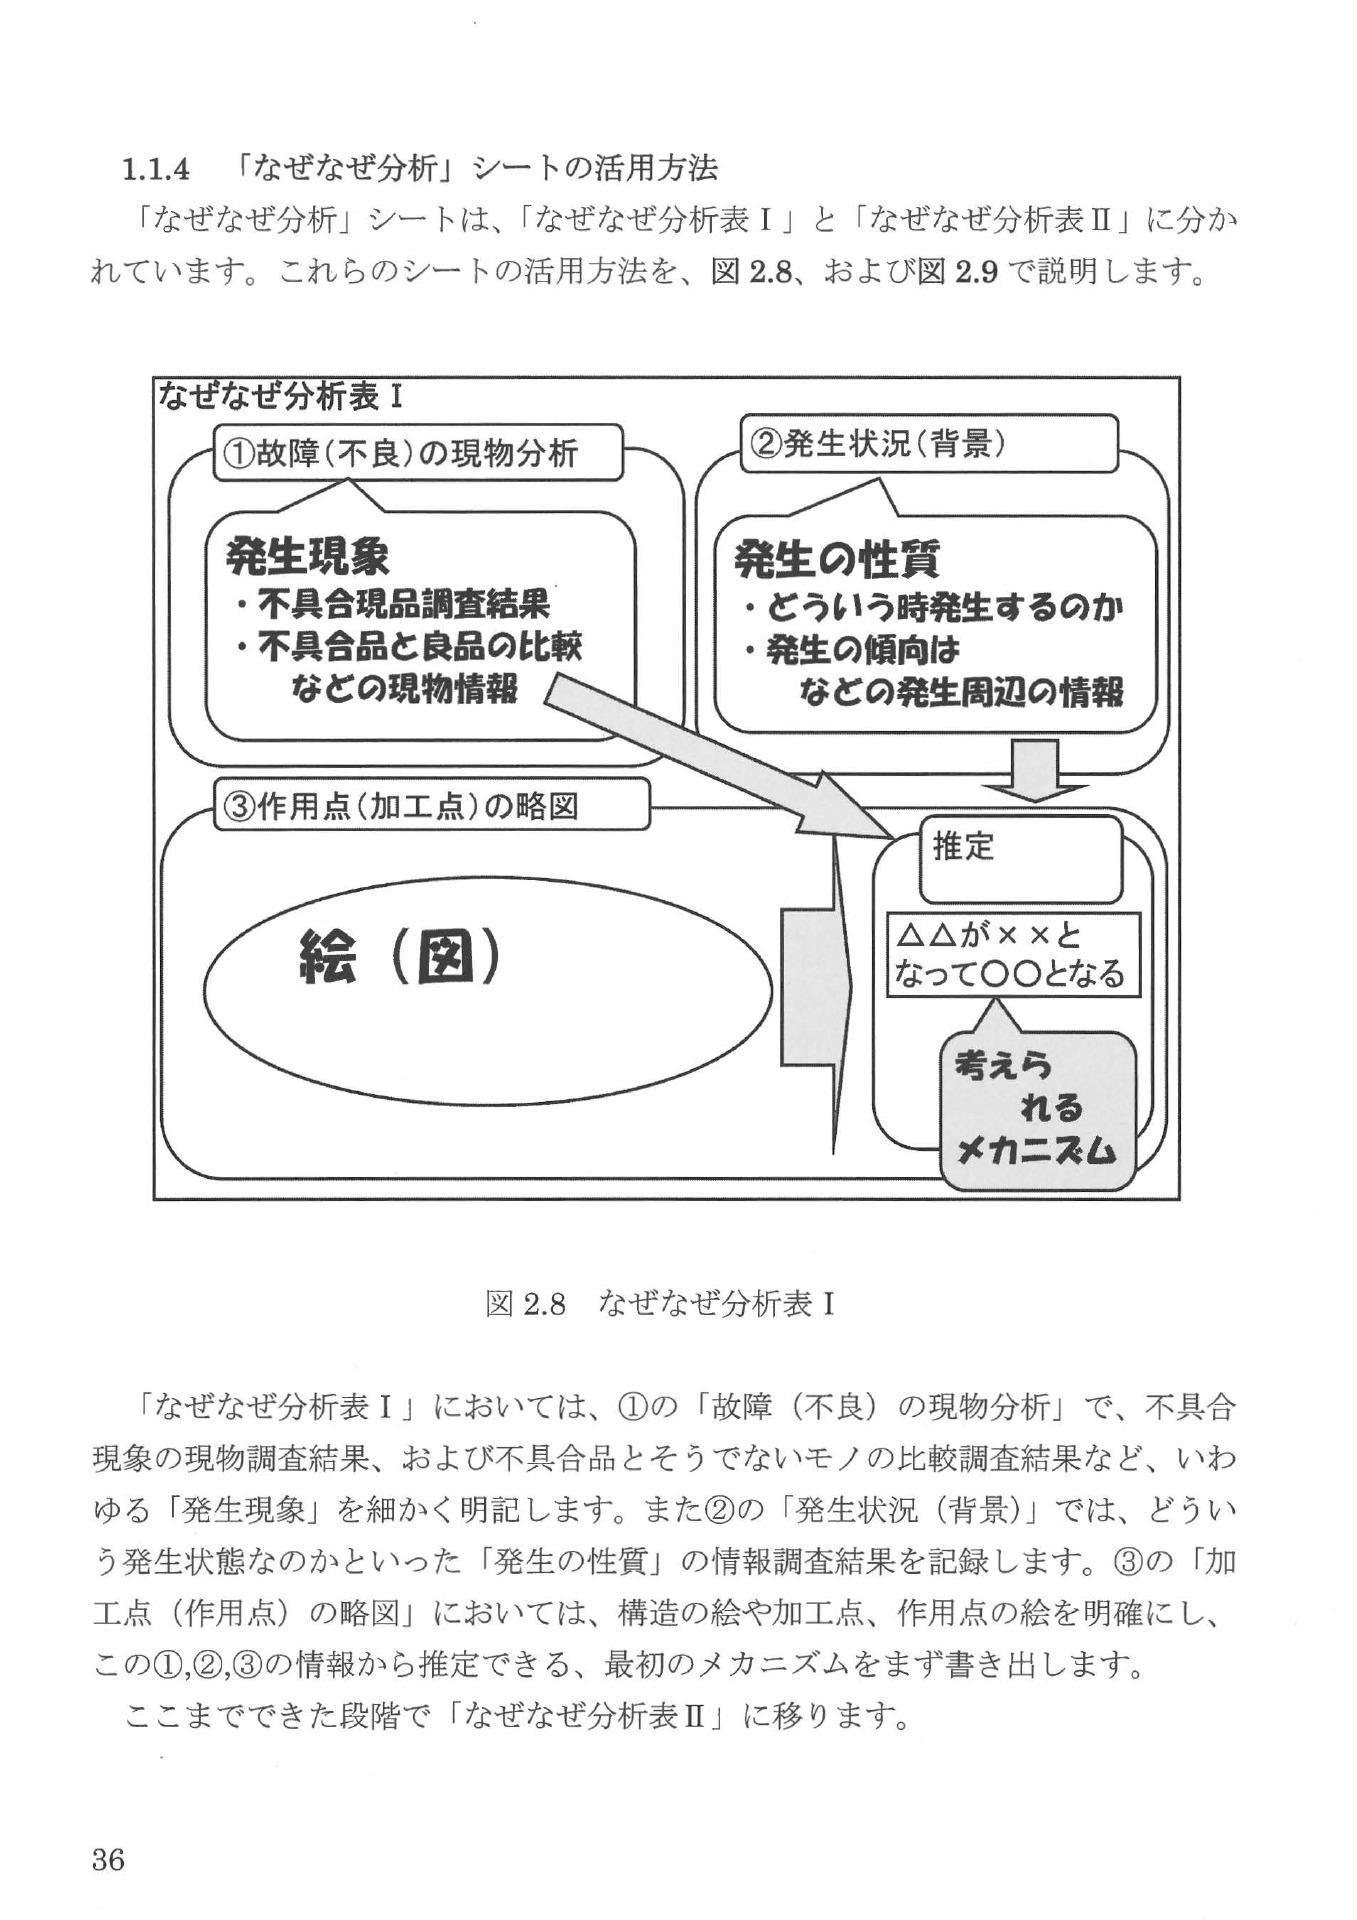 1.1.4　「なぜなぜ分析」シートの活用方法
「なぜなぜ分析」シートは、「なぜなぜ分析表Ⅰ」と「なぜなぜ分析表Ⅱ」に分か
れています。これらのシートの活用方法を、図 2.8、および図 2.9 で説明します。
なぜなぜ分析表Ⅰ
①故障(不良)の現物分析
発生現象
・不具合現品調査結果
・不具合品と良品の比較
などの現物情報
②発生状況(背景)
発生の性質
・どういう時発生するのか
・発生の傾向は
などの発生周辺の情報
③作用点(加工点)の略図
絵（図）
推定
△△が××と
なって〇〇となる
考えら
れる
メカニズム
図 2.8　なぜなぜ分析表Ⅰ
「なぜなぜ分析表Ⅰ」においては、①の「故障（不良）の現物分析」で、不具合
現象の現物調査結果、および不具合品とそうでないモノの比較調査結果など、いわ
ゆる「発生現象」を細かく明記します。また②の「発生状況（背景）」では、どうい
う発生状態なのかといった「発生の性質」の情報調査結果を記録します。③の「加
工点（作用点）の略図」においては、構造の絵や加工点、作用点の絵を明確にし、
この①,②,③の情報から推定できる、最初のメカニズムをまず書き出します。
ここまでできた段階で「なぜなぜ分析表Ⅱ」に移ります。
36